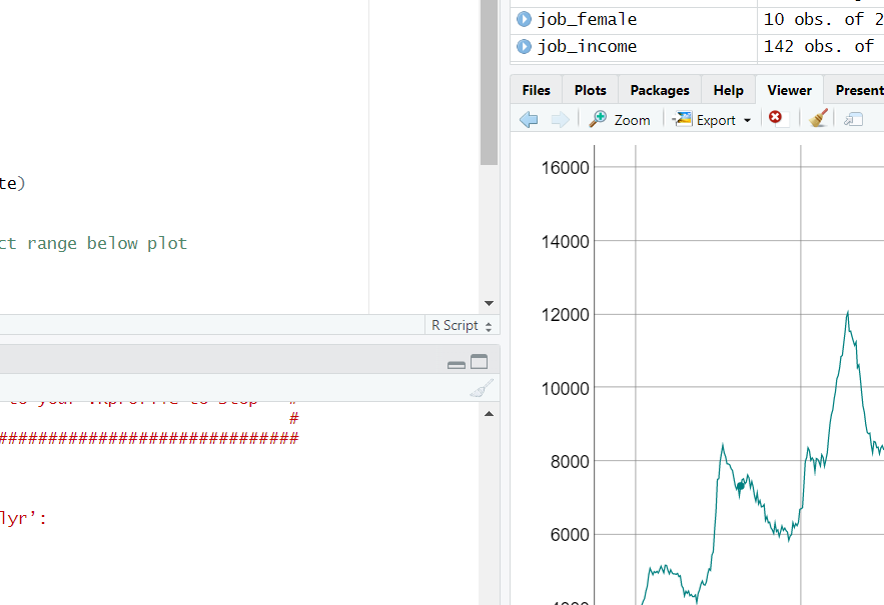 job_female 10 obs. of 2
job_income 142 obs. of
Files Plots Packages Help Viewer Present
Zoom Export
te)
ct range below plot
R Script
to your .Rprofile to stop #
#
##############################
lyr’:
16000
14000
12000
10000
8000
6000
4000